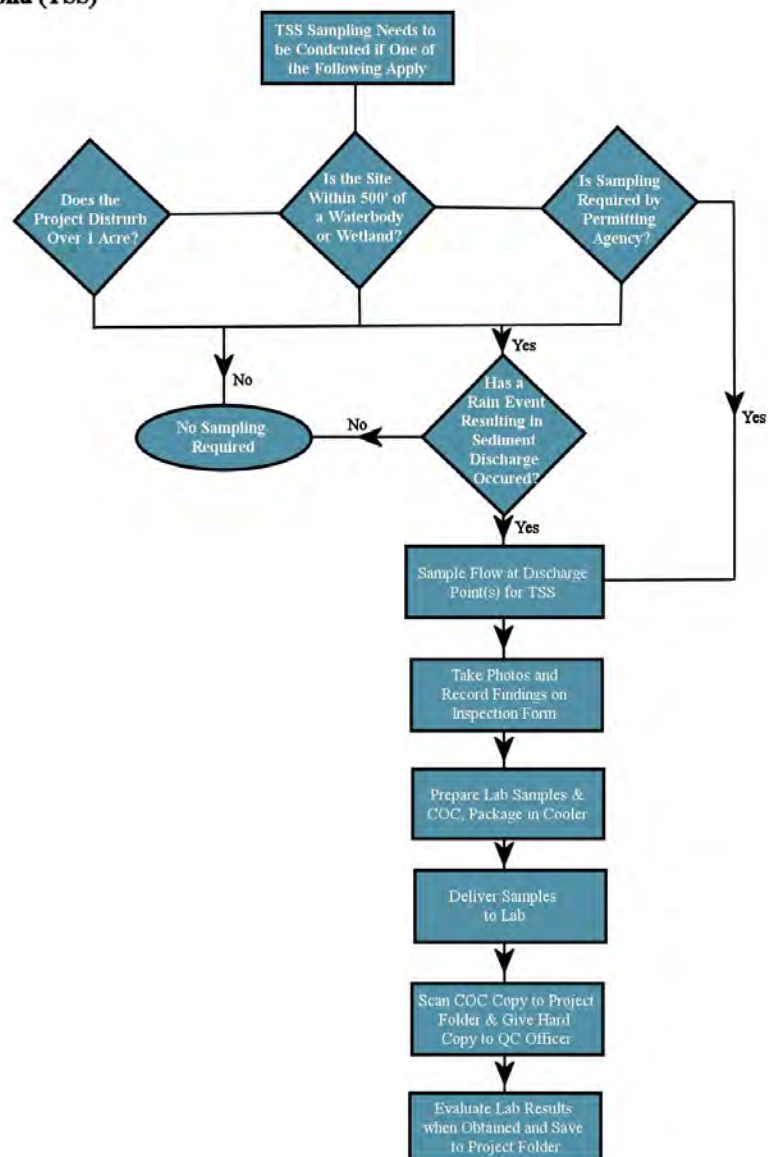 (TSS)
TSS Sampling Needs to
be Condcuted if One of
the Following Apply
Does the
Project Distrurb
Over 1 Acre?
Is the Site
Within 500' of
a Waterbody
or Wetland?
Is Sampling
Required by
Permitting
Agency?
No
Yes
Yes
No Sampling
Required
No
Has a
Rain Event
Resulting in
Sediment
Discharge
Occured?
Yes
Sample Flow at Discharge
Point(s) for TSS
Take Photos and
Record Findings on
Inspection Form
Prepare Lab Samples &
COC, Package in Cooler
Deliver Samples
to Lab
Scan COC Copy to Project
Folder & Give Hard
Copy to QC Officer
Evaluate Lab Results
when Obtained and Save
to Project Folder